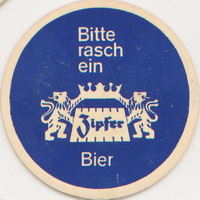 Bitte
rasch
ein
Zipfer
Bier